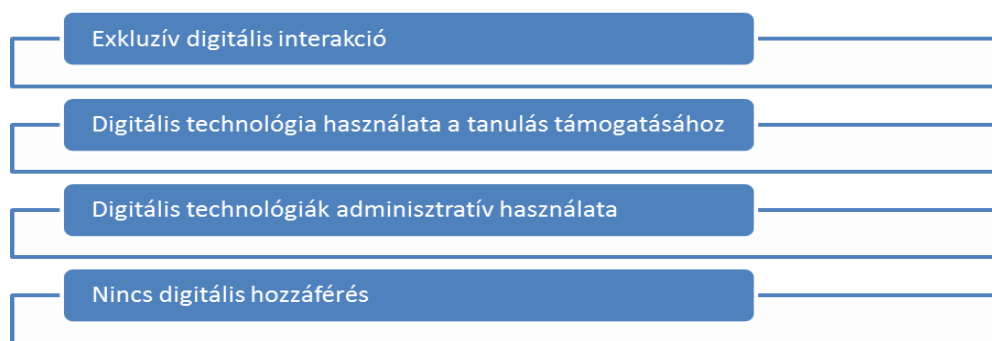 Exkluzív digitális interakció
Digitális technológia használata a tanulás támogatásához
Digitális technológiák adminisztratív használata
Nincs digitális hozzáférés